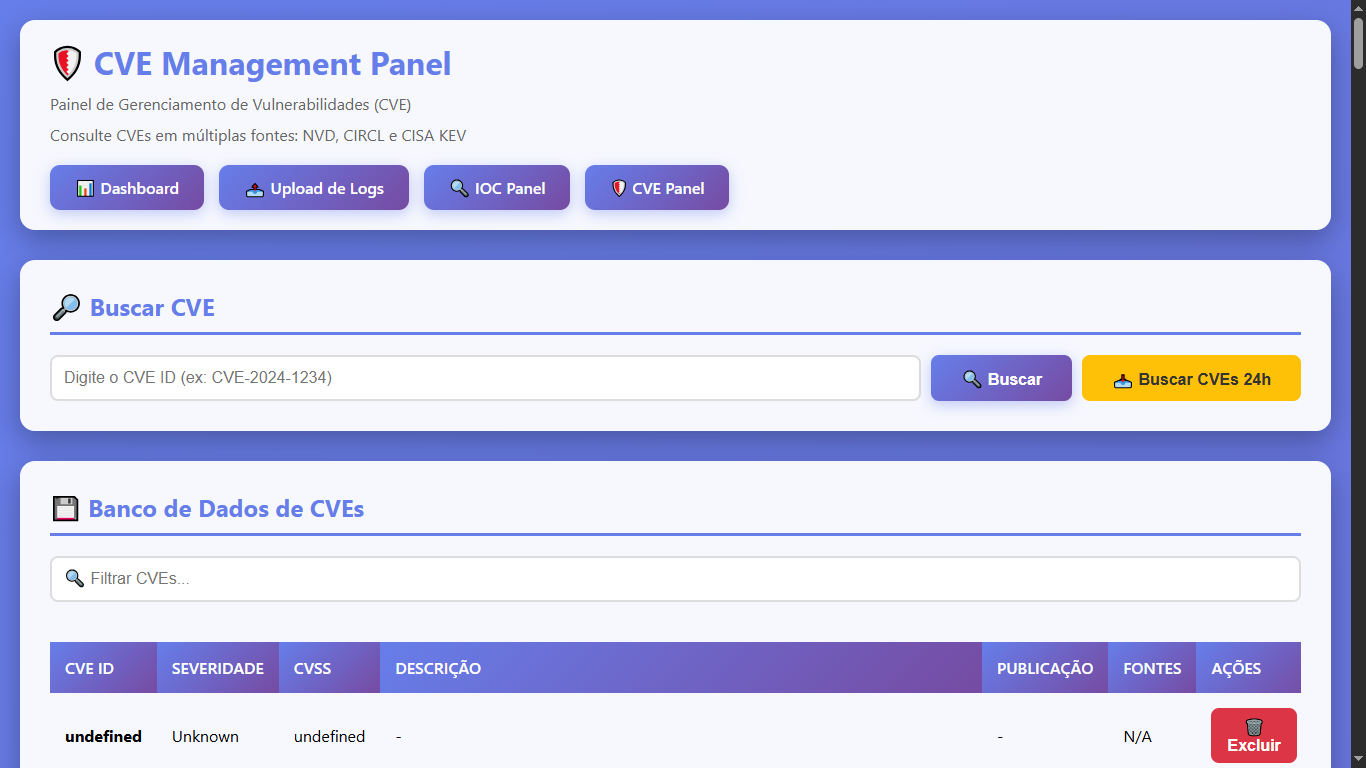 CVE Management Panel
Painel de Gerenciamento de Vulnerabilidades (CVE)
Consulte CVEs em múltiplas fontes: NVD, CIRCL e CISA KEV
Dashboard Upload de Logs IOC Panel CVE Panel
Buscar CVE
Digite o CVE ID (ex: CVE-2024-1234) Buscar Buscar CVEs 24h
Banco de Dados de CVEs
Filtrar CVEs...
CVE ID SEVERIDADE CVSS DESCRIÇÃO PUBLICAÇÃO FONTES AÇÕES
undefined Unknown undefined - - N/A Excluir